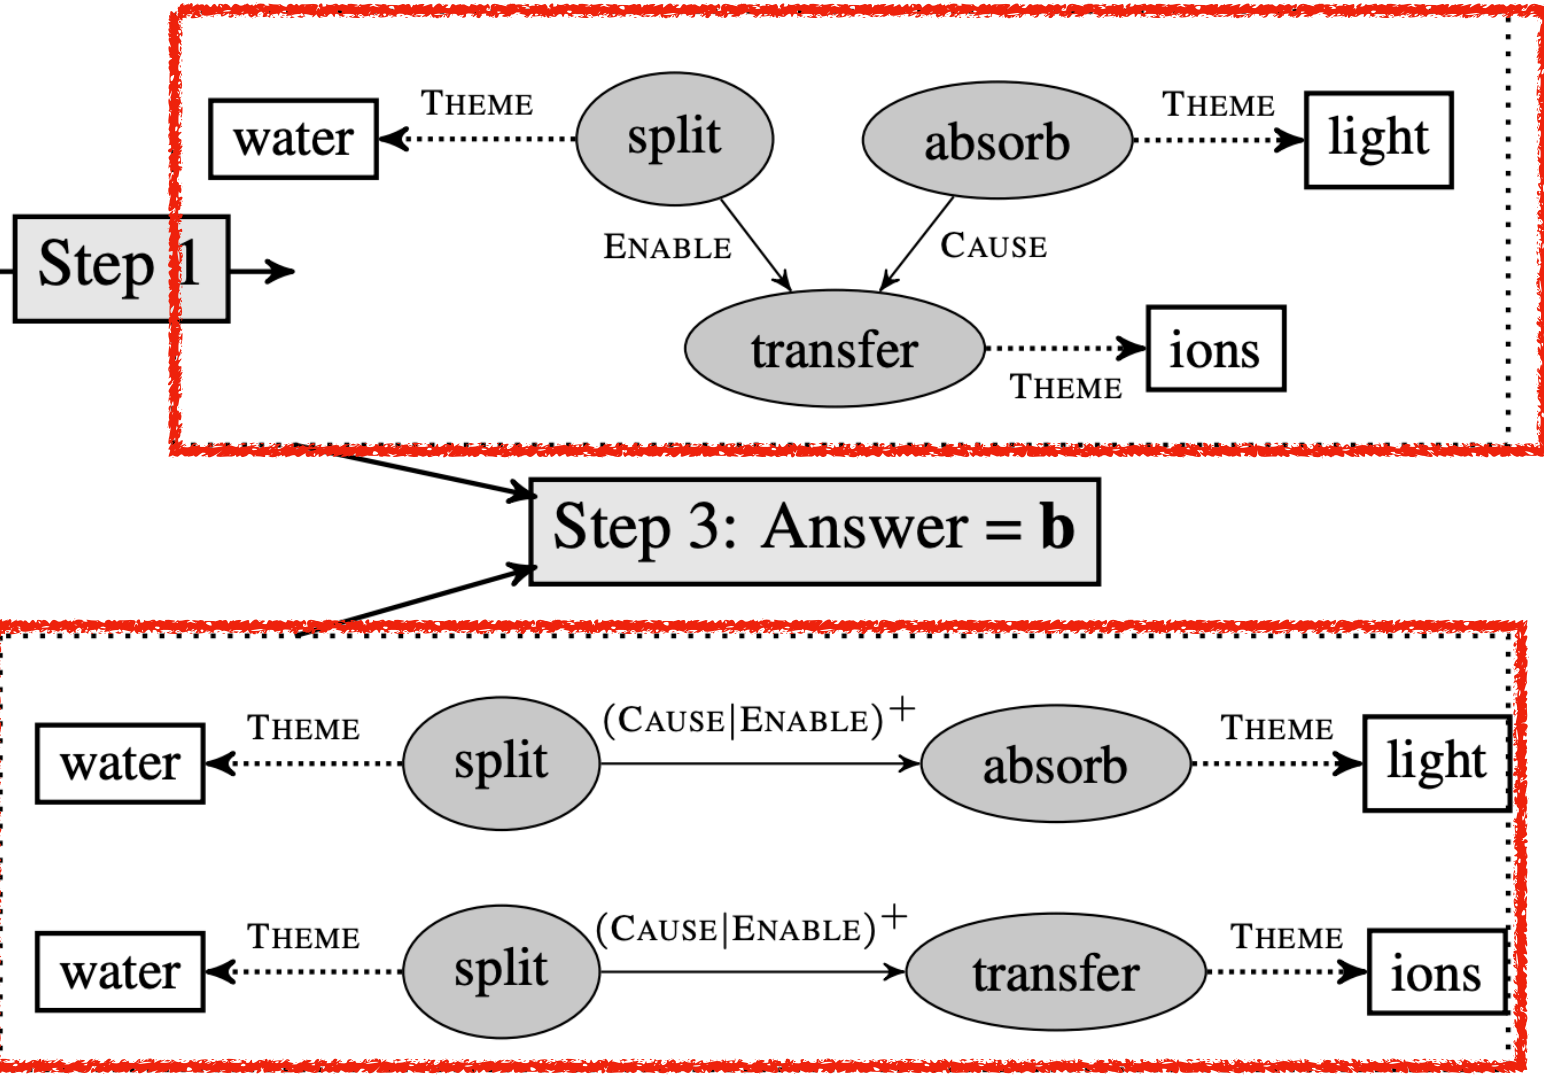 THEME THEME
water split absorb light
Step 1 ENABLE CAUSE
transfer ions
THEME
Step 3: Answer = b
THEME (CAUSE|ENABLE)+ THEME
water split absorb light
THEME (CAUSE|ENABLE)+ THEME
water split transfer ions